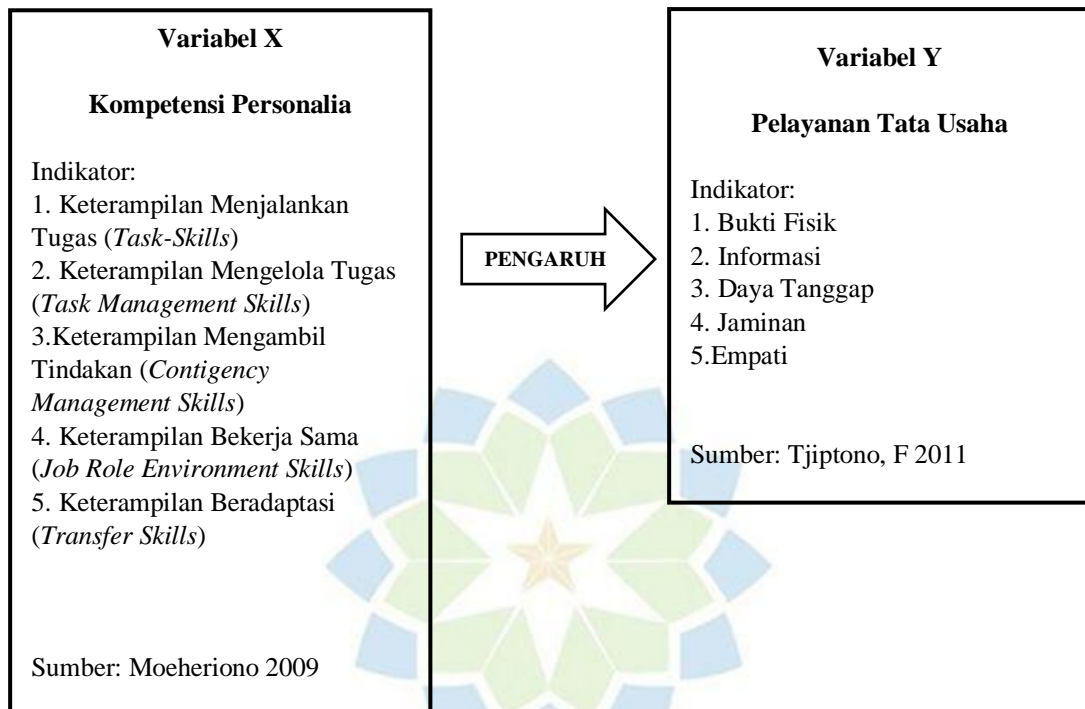 Variabel X
Kompetensi Personalia
Indikator:
1. Keterampilan Menjalankan
Tugas (Task-Skills)
2. Keterampilan Mengelola Tugas
(Task Management Skills)
3.Keterampilan Mengambil
Tindakan (Contigency
Management Skills)
4. Keterampilan Bekerja Sama
(Job Role Environment Skills)
5. Keterampilan Beradaptasi
(Transfer Skills)
Sumber: Moeheriono 2009
PENGARUH
Variabel Y
Pelayanan Tata Usaha
Indikator:
1. Bukti Fisik
2. Informasi
3. Daya Tanggap
4. Jaminan
5.Empati
Sumber: Tjiptono, F 2011